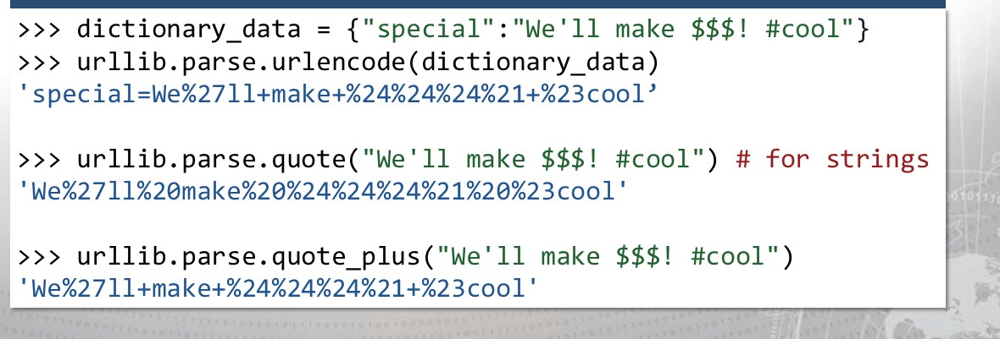 >>> dictionary_data = {"special":"We'll make $$$! #cool"}
>>> urllib.parse.urlencode(dictionary_data)
'special=We%27ll+make+%24%24%24%21+%23cool’
>>> urllib.parse.quote("We'll make $$$! #cool") # for strings
'We%27ll%20make%20%24%24%24%21%20%23cool'
>>> urllib.parse.quote_plus("We'll make $$$! #cool")
'We%27ll+make+%24%24%24%21+%23cool'